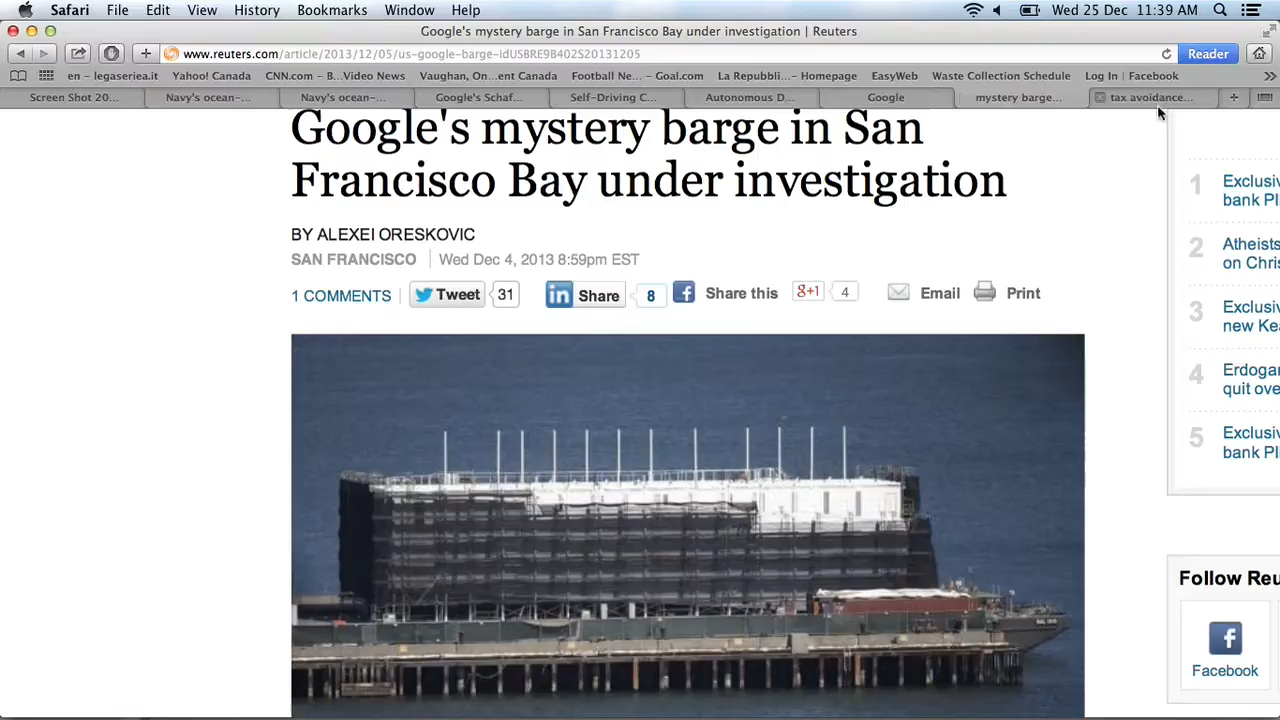 Safari File Edit View History Bookmarks Window Help Wed 25 Dec 11:39 AM
Google's mystery barge in San Francisco Bay under investigation | Reuters
www.reuters.com/article/2013/12/05/us-google-barge-idUSBRE9B402S20131205
Reader
en – legaseriea.it Yahoo! Canada CNN.com – B...Video News Vaughan, On...ent Canada Football Ne... – Goal.com La Repubbli... – Homepage EasyWeb Waste Collection Schedule Log In | Facebook
Screen Shot 20... Navy's ocean-... Navy's ocean-... Google's Schaf... Self-Driving C... Autonomous D... Google mystery barge... tax avoidance...
Google's mystery barge in San
Francisco Bay under investigation
BY ALEXEI ORESKOVIC
SAN FRANCISCO Wed Dec 4, 2013 8:59pm EST
1 COMMENTS Tweet 31 in Share 8 f Share this g+1 4 Email Print
1 Exclusiv
bank Pl
2 Atheists
on Chris
3 Exclusiv
new Kea
4 Erdogar
quit ove
5 Exclusiv
bank Pl
Follow Reu
f
Facebook